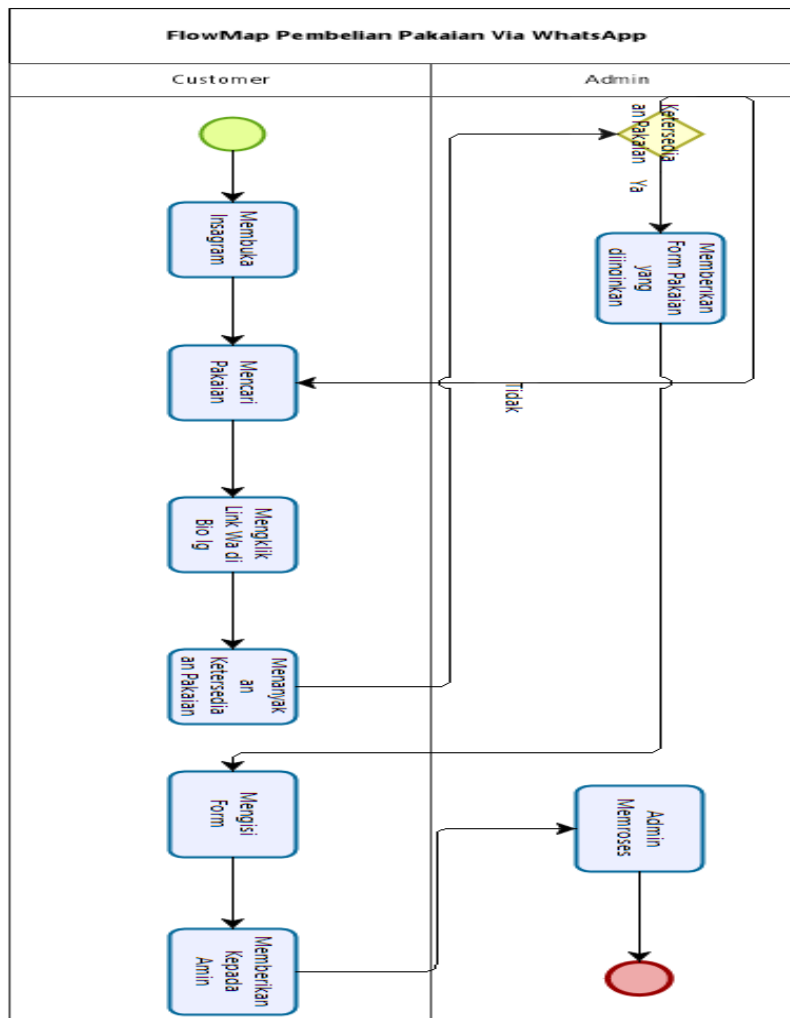 FlowMap Pembelian Pakaian Via WhatsApp
Customer
Admin
Membuka
Insagram
Mencari
Pakaian
Mengklik
Link Wa di
Bio Ig
Menanyak
an
Ketersedia
an Pakaian
Ketersedia
an Pakaian
Ya
Tidak
Memberikan
Form Pakaian
yang
diinginkan
Mengisi
Form
Memberikan
Kepada
Amin
Admin
Memroses